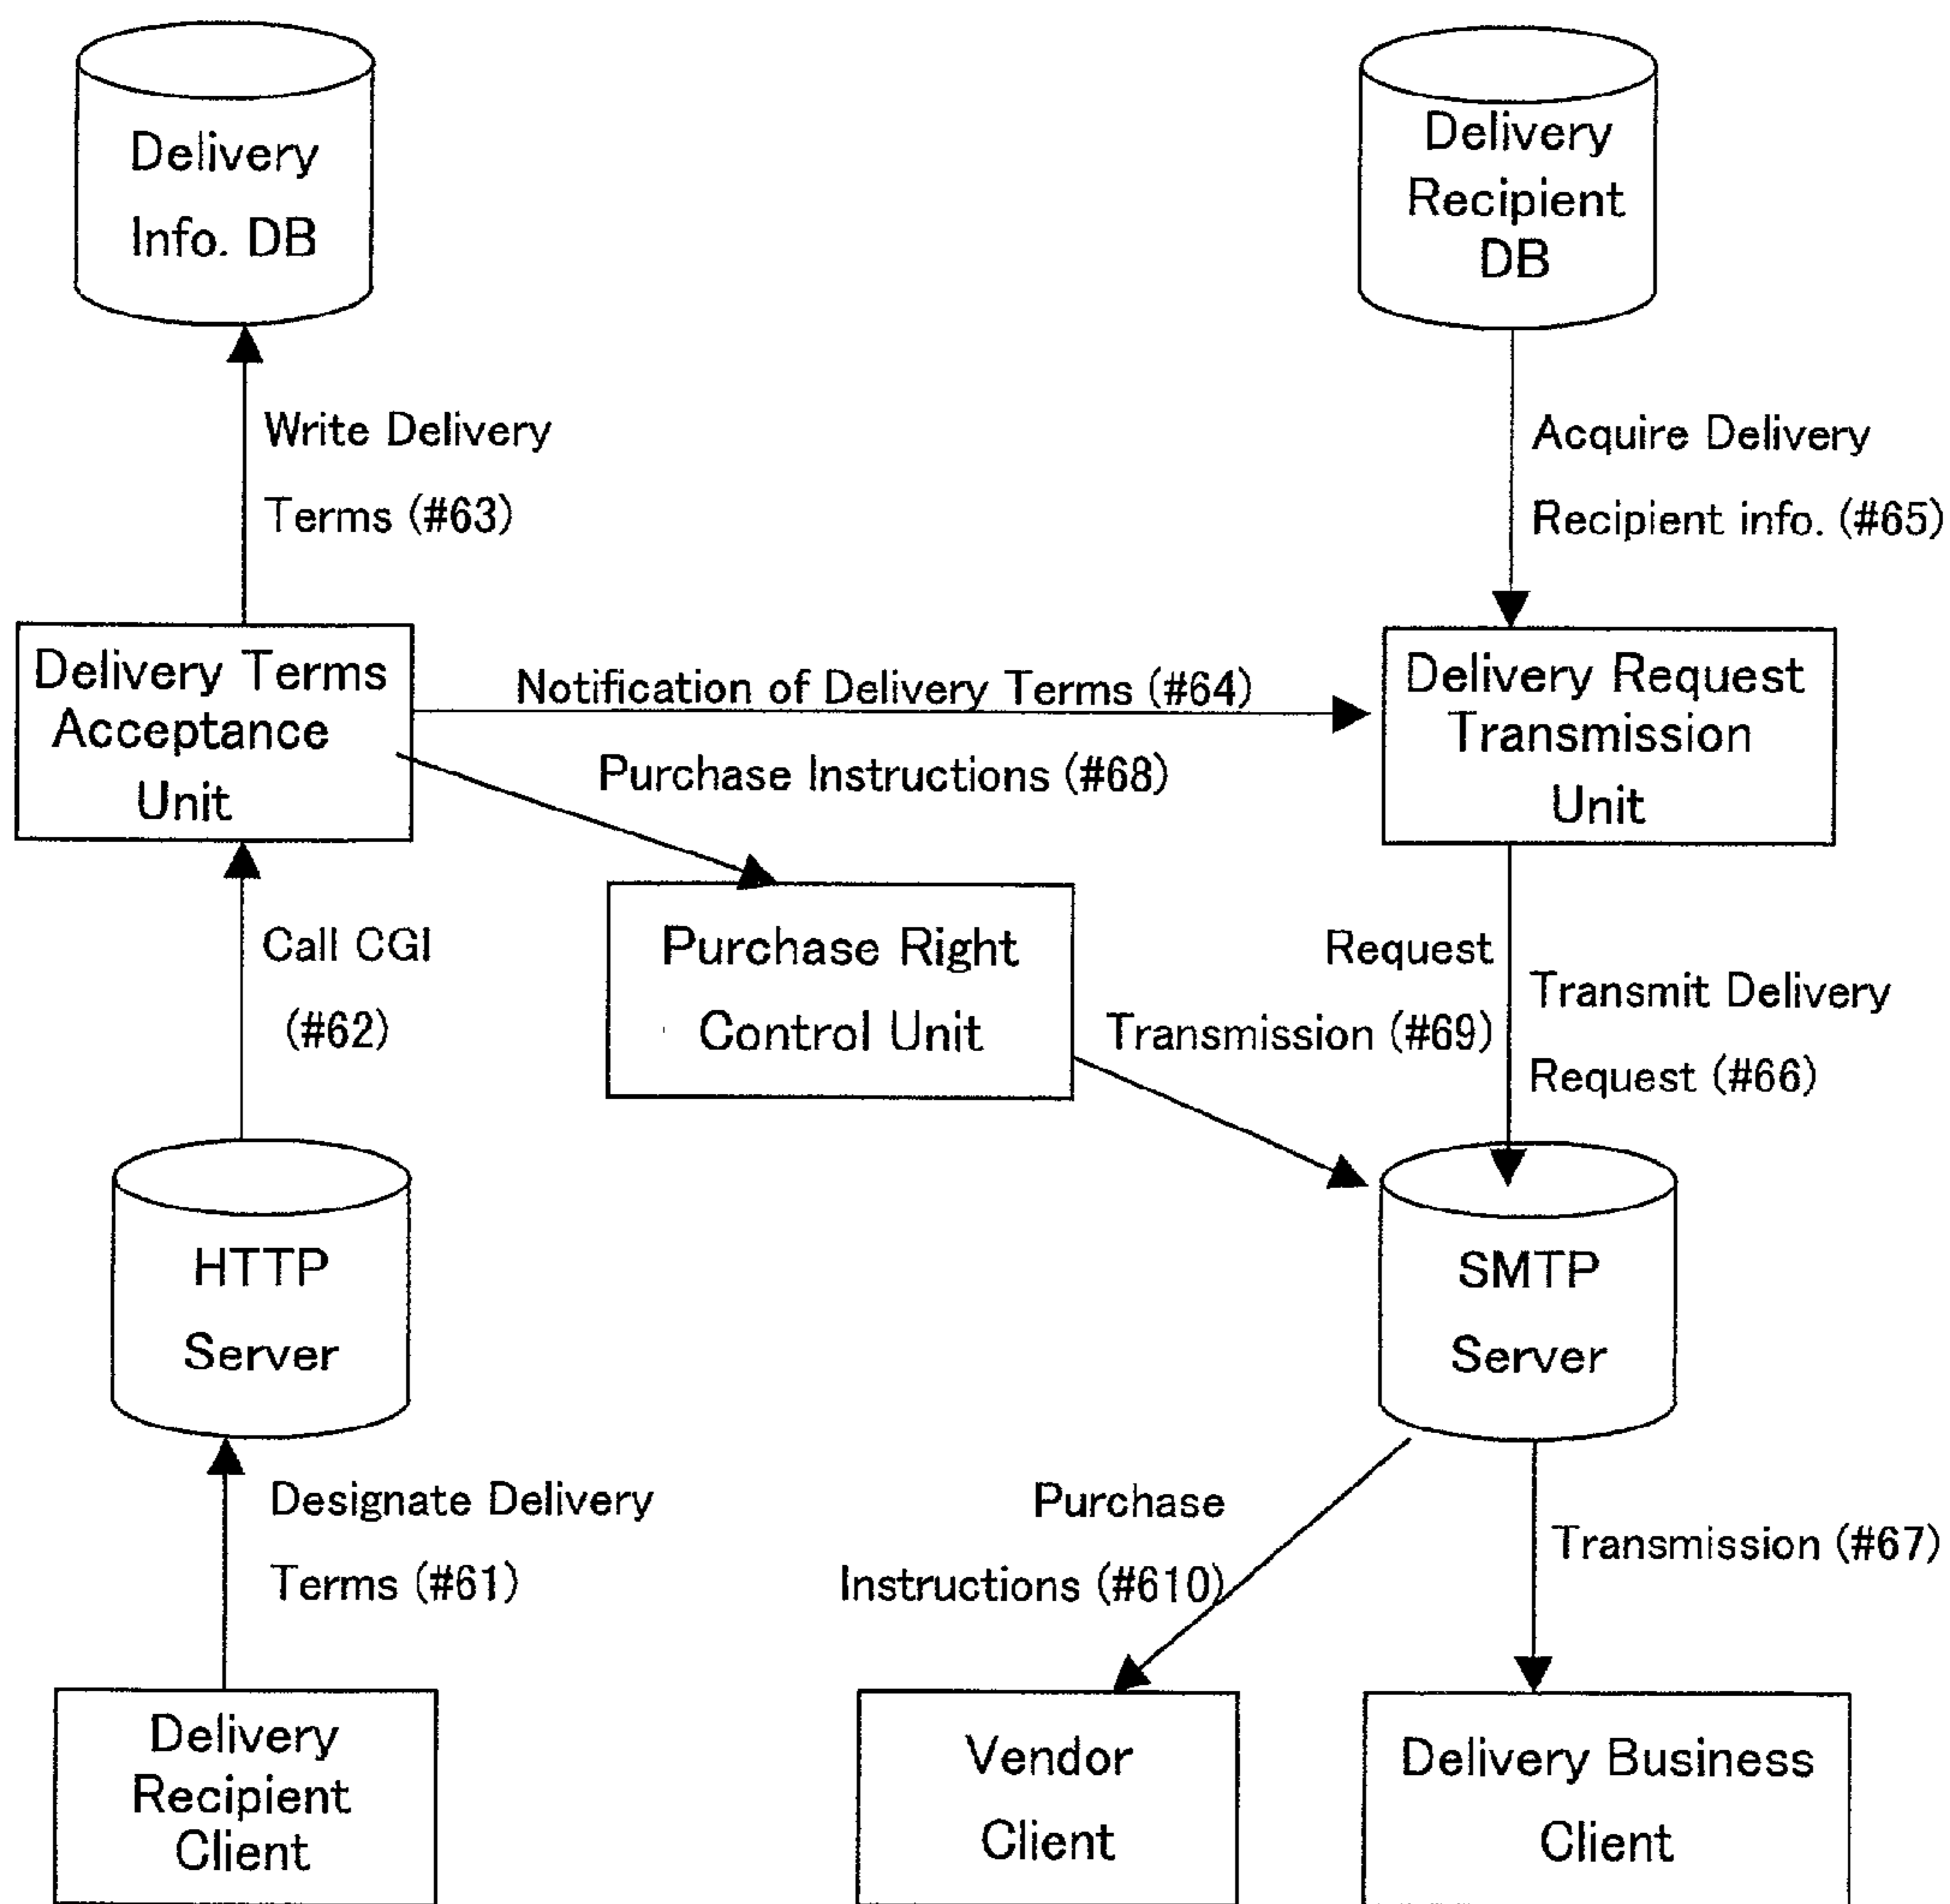 Delivery
Info. DB
Delivery
Recipient
DB
Write Delivery
Terms (#63)
Acquire Delivery
Recipient info. (#65)
Delivery Terms
Acceptance
Unit
Notification of Delivery Terms (#64)
Purchase Instructions (#68)
Delivery Request
Transmission
Unit
Call CGI
(#62)
Purchase Right
Control Unit
Request
Transmission (#69)
Transmit Delivery
Request (#66)
HTTP
Server
SMTP
Server
Designate Delivery
Terms (#61)
Purchase
Instructions (#610)
Transmission (#67)
Delivery
Recipient
Client
Vendor
Client
Delivery Business
Client